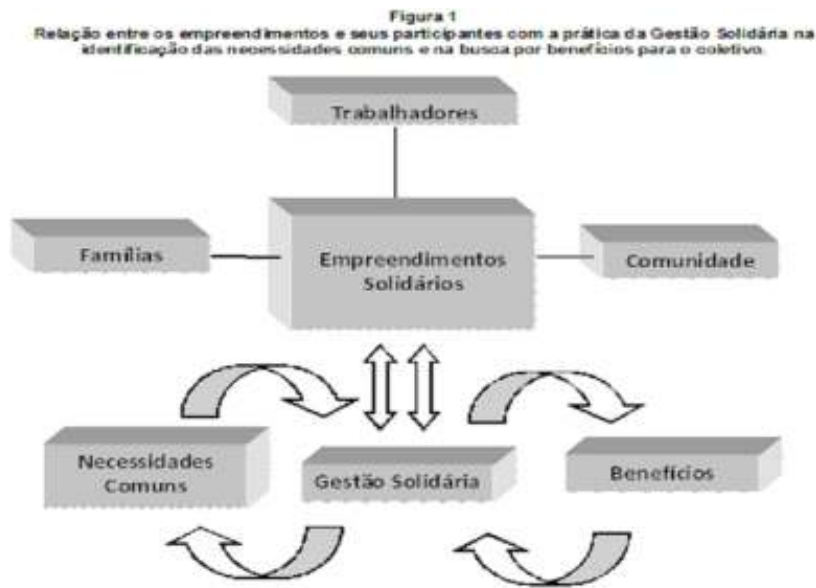 Figura 1
Relação entre os empreendimentos e seus participantes com a prática da Gestão Solidária na
identificação das necessidades comuns e na busca por benefícios para o coletivo.
Trabalhadores
Famílias
Empreendimentos
Solidários
Comunidade
Necessidades
Comuns
Gestão Solidária
Benefícios